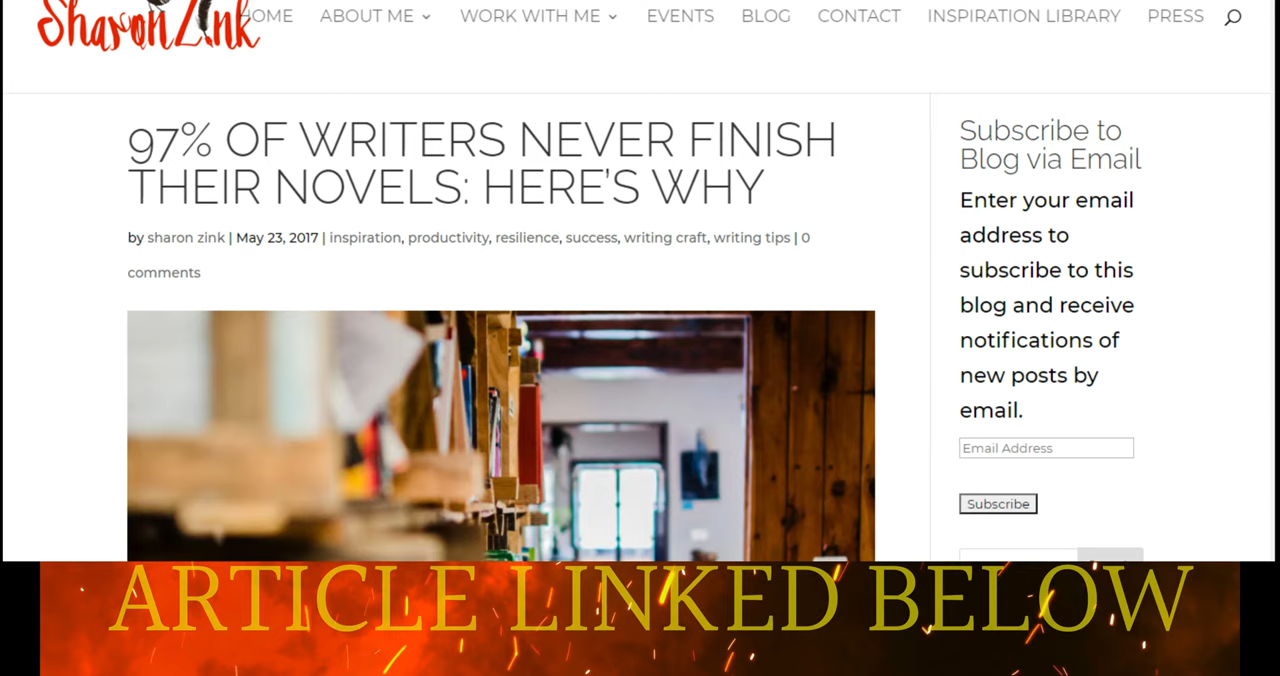 Sharon Zink
HOME ABOUT ME WORK WITH ME EVENTS BLOG CONTACT INSPIRATION LIBRARY PRESS
97% OF WRITERS NEVER FINISH
THEIR NOVELS: HERE'S WHY
by sharon zink | May 23, 2017 | inspiration, productivity, resilience, success, writing craft, writing tips | 0
comments
Subscribe to
Blog via Email
Enter your email
address to
subscribe to this
blog and receive
notifications of
new posts by
email.
Email Address
Subscribe
ARTICLE LINKED BELOW